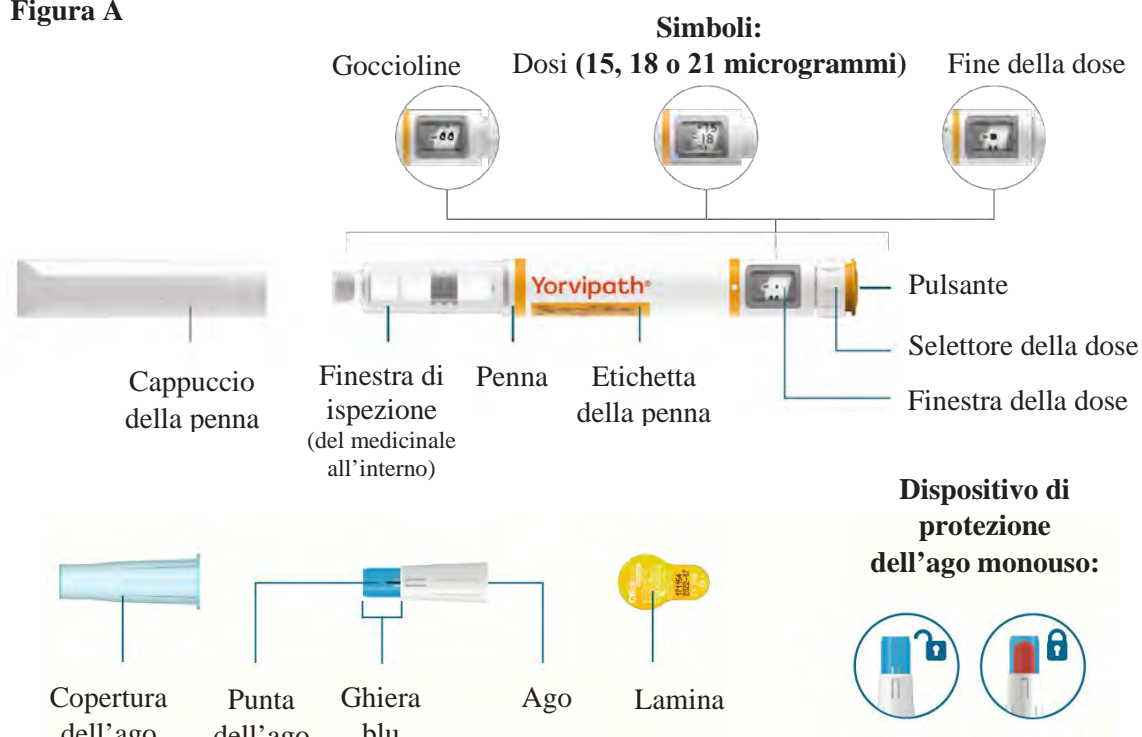 Figura A
Simboli:
Goccioline
Dosi (15, 18 o 21 microgrammi)
Fine della dose
15
18
Yorvipath®
Pulsante
Selettore della dose
Finestra della dose
Cappuccio
della penna
Finestra di
ispezione
(del medicinale
all'interno)
Penna
Etichetta
della penna
Dispositivo di
protezione
dell'ago monouso:
Copertura
dell'ago
Punta
dell'ago
Ghiera
blu
Ago
Lamina